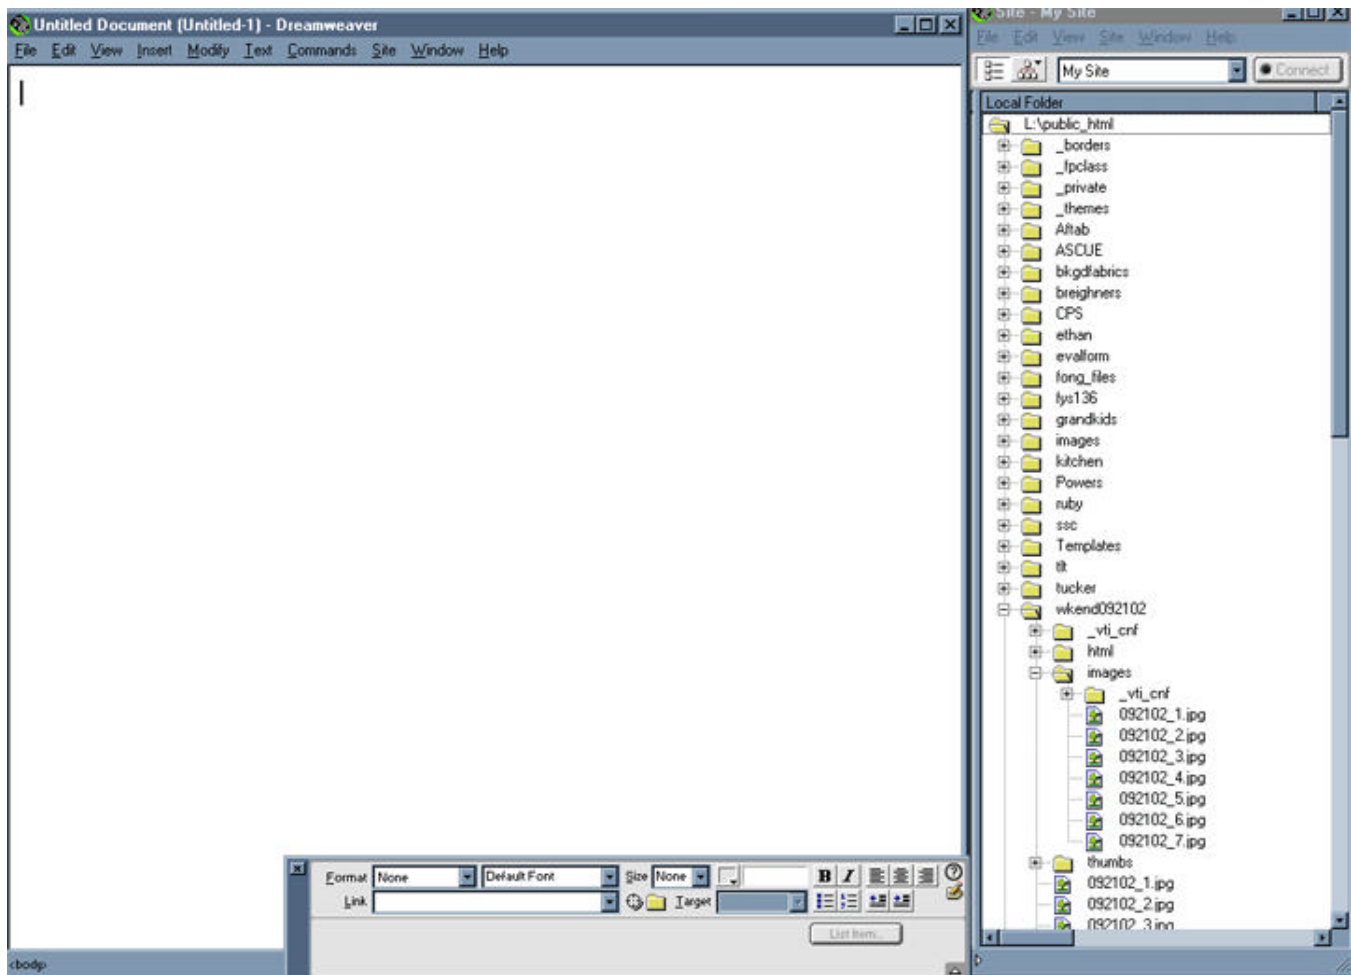 Untitled Document (Untitled-1) - Dreamweaver
File Edit View Insert Modify Text Commands Site Window Help
Site - My Site
File Edit View Site Window Help
My Site Connect
Local Folder
L:\public_html
_borders
_fpclass
_private
_themes
Aftab
ASCUE
bkgdfabrics
breighners
CPS
ethan
evalform
fong_files
fys136
grandkids
images
kitchen
Powers
ruby
ssc
Templates
tlt
tucker
wkend092102
_vti_cnf
html
images
_vti_cnf
092102_1.jpg
092102_2.jpg
092102_3.jpg
092102_4.jpg
092102_5.jpg
092102_6.jpg
092102_7.jpg
thumbs
092102_1.jpg
092102_2.jpg
092102_3.jpg
Format None Default Font Size None B I
Link Target
List Item...
<body>